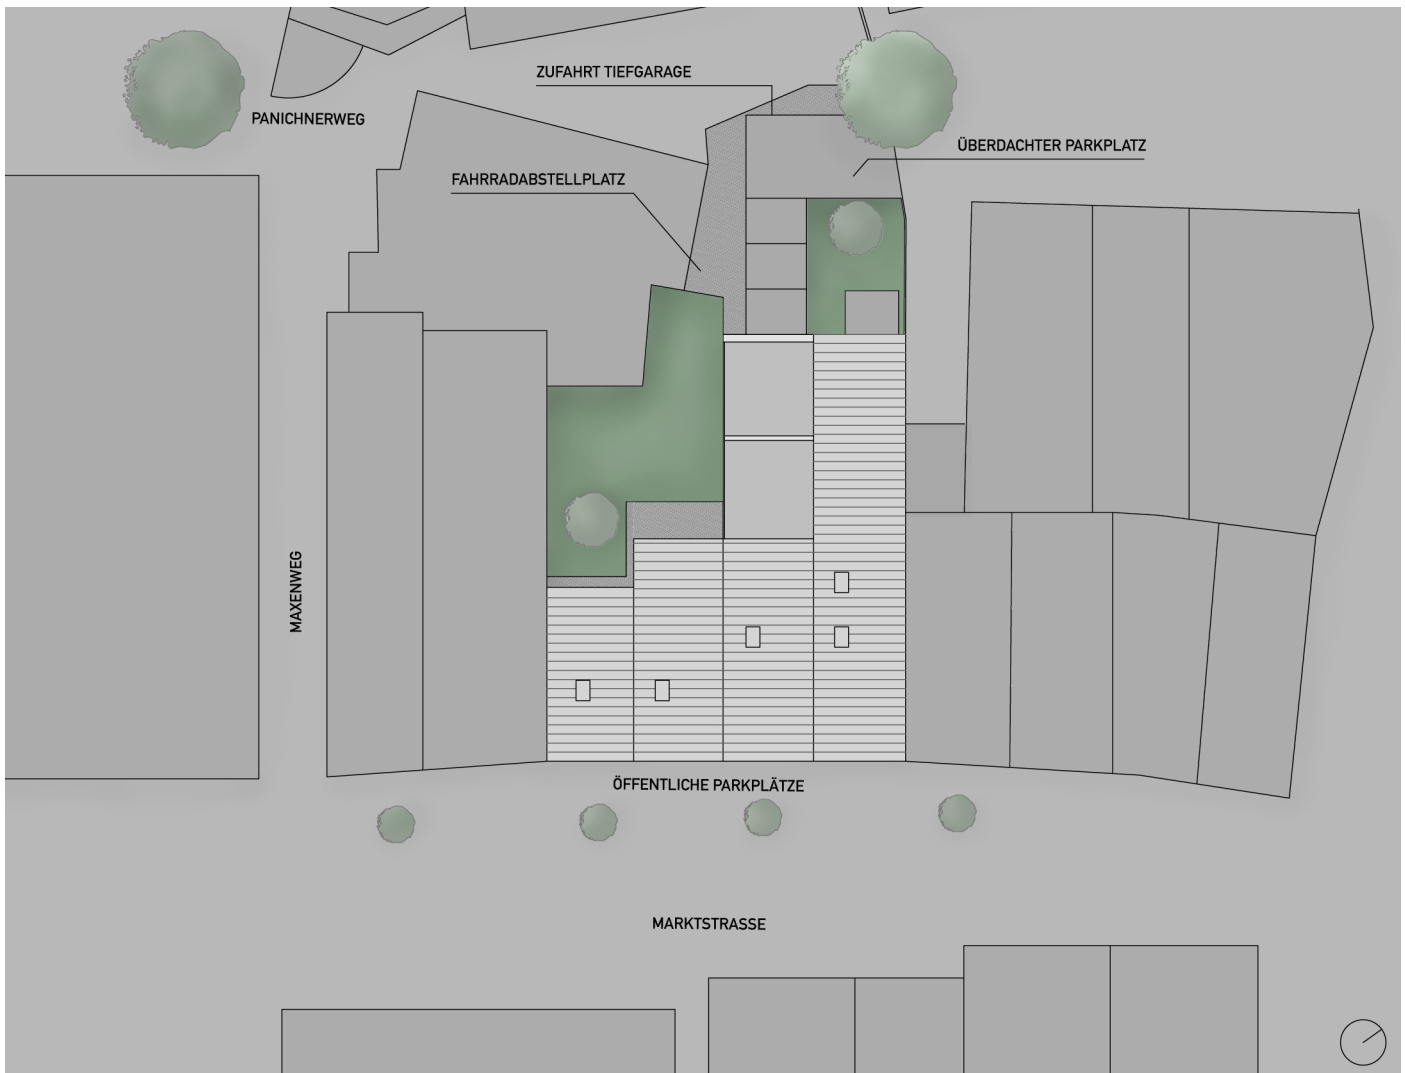 ZUFAHRT TIEFGARAGE
PANICHNERWEG
ÜBERDACHTER PARKPLATZ
FAHRRADABSTELLPLATZ
MAXENWEG
ÖFFENTLICHE PARKPLÄTZE
MARKTSTRASSE